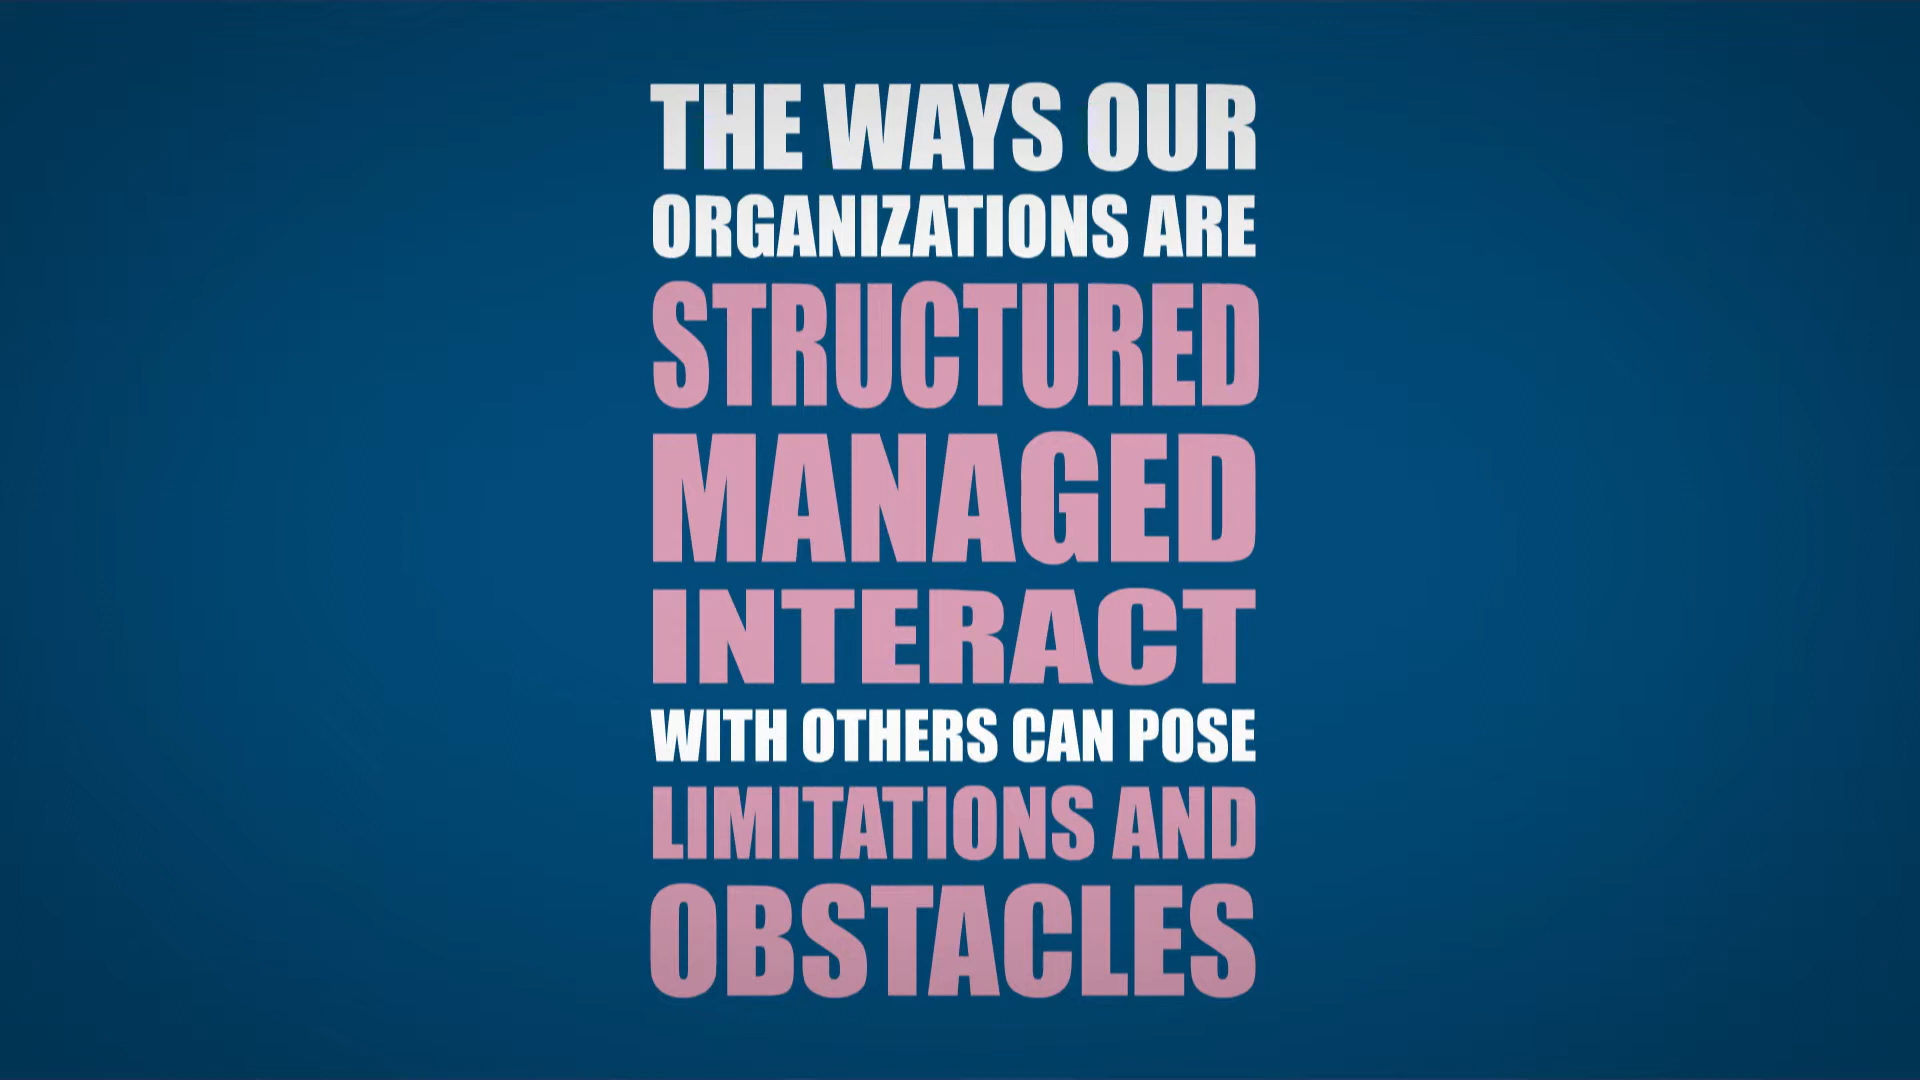 THE WAYS OUR
ORGANIZATIONS ARE
STRUCTURED
MANAGED
INTERACT
WITH OTHERS CAN POSE
LIMITATIONS AND
OBSTACLES